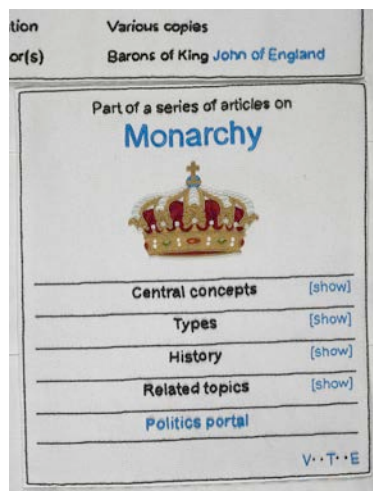 tion Various copies
or(s) Barons of King John of England
Part of a series of articles on
Monarchy
Central concepts [show]
Types [show]
History [show]
Related topics [show]
Politics portal
V··T··E